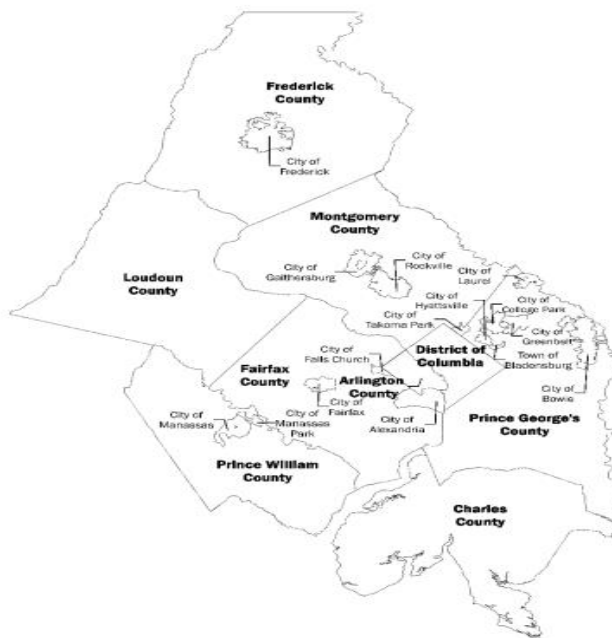 Frederick
County
City of
Frederick
Montgomery
County
City of
Rockville
City of
Gaithersburg
City of
Laurel
Loudoun
County
City of
Hyattsville
City of
College Park
City of
Takoma Park
City of
Greenbelt
District of
Columbia
Town of
Bladensburg
City of
Falls Church
Fairfax
County
Arlington
County
City of
Bowie
City of
Fairfax
City of
Manassas
City of
Manassas
Park
City of
Alexandria
Prince George's
County
Prince William
County
Charles
County